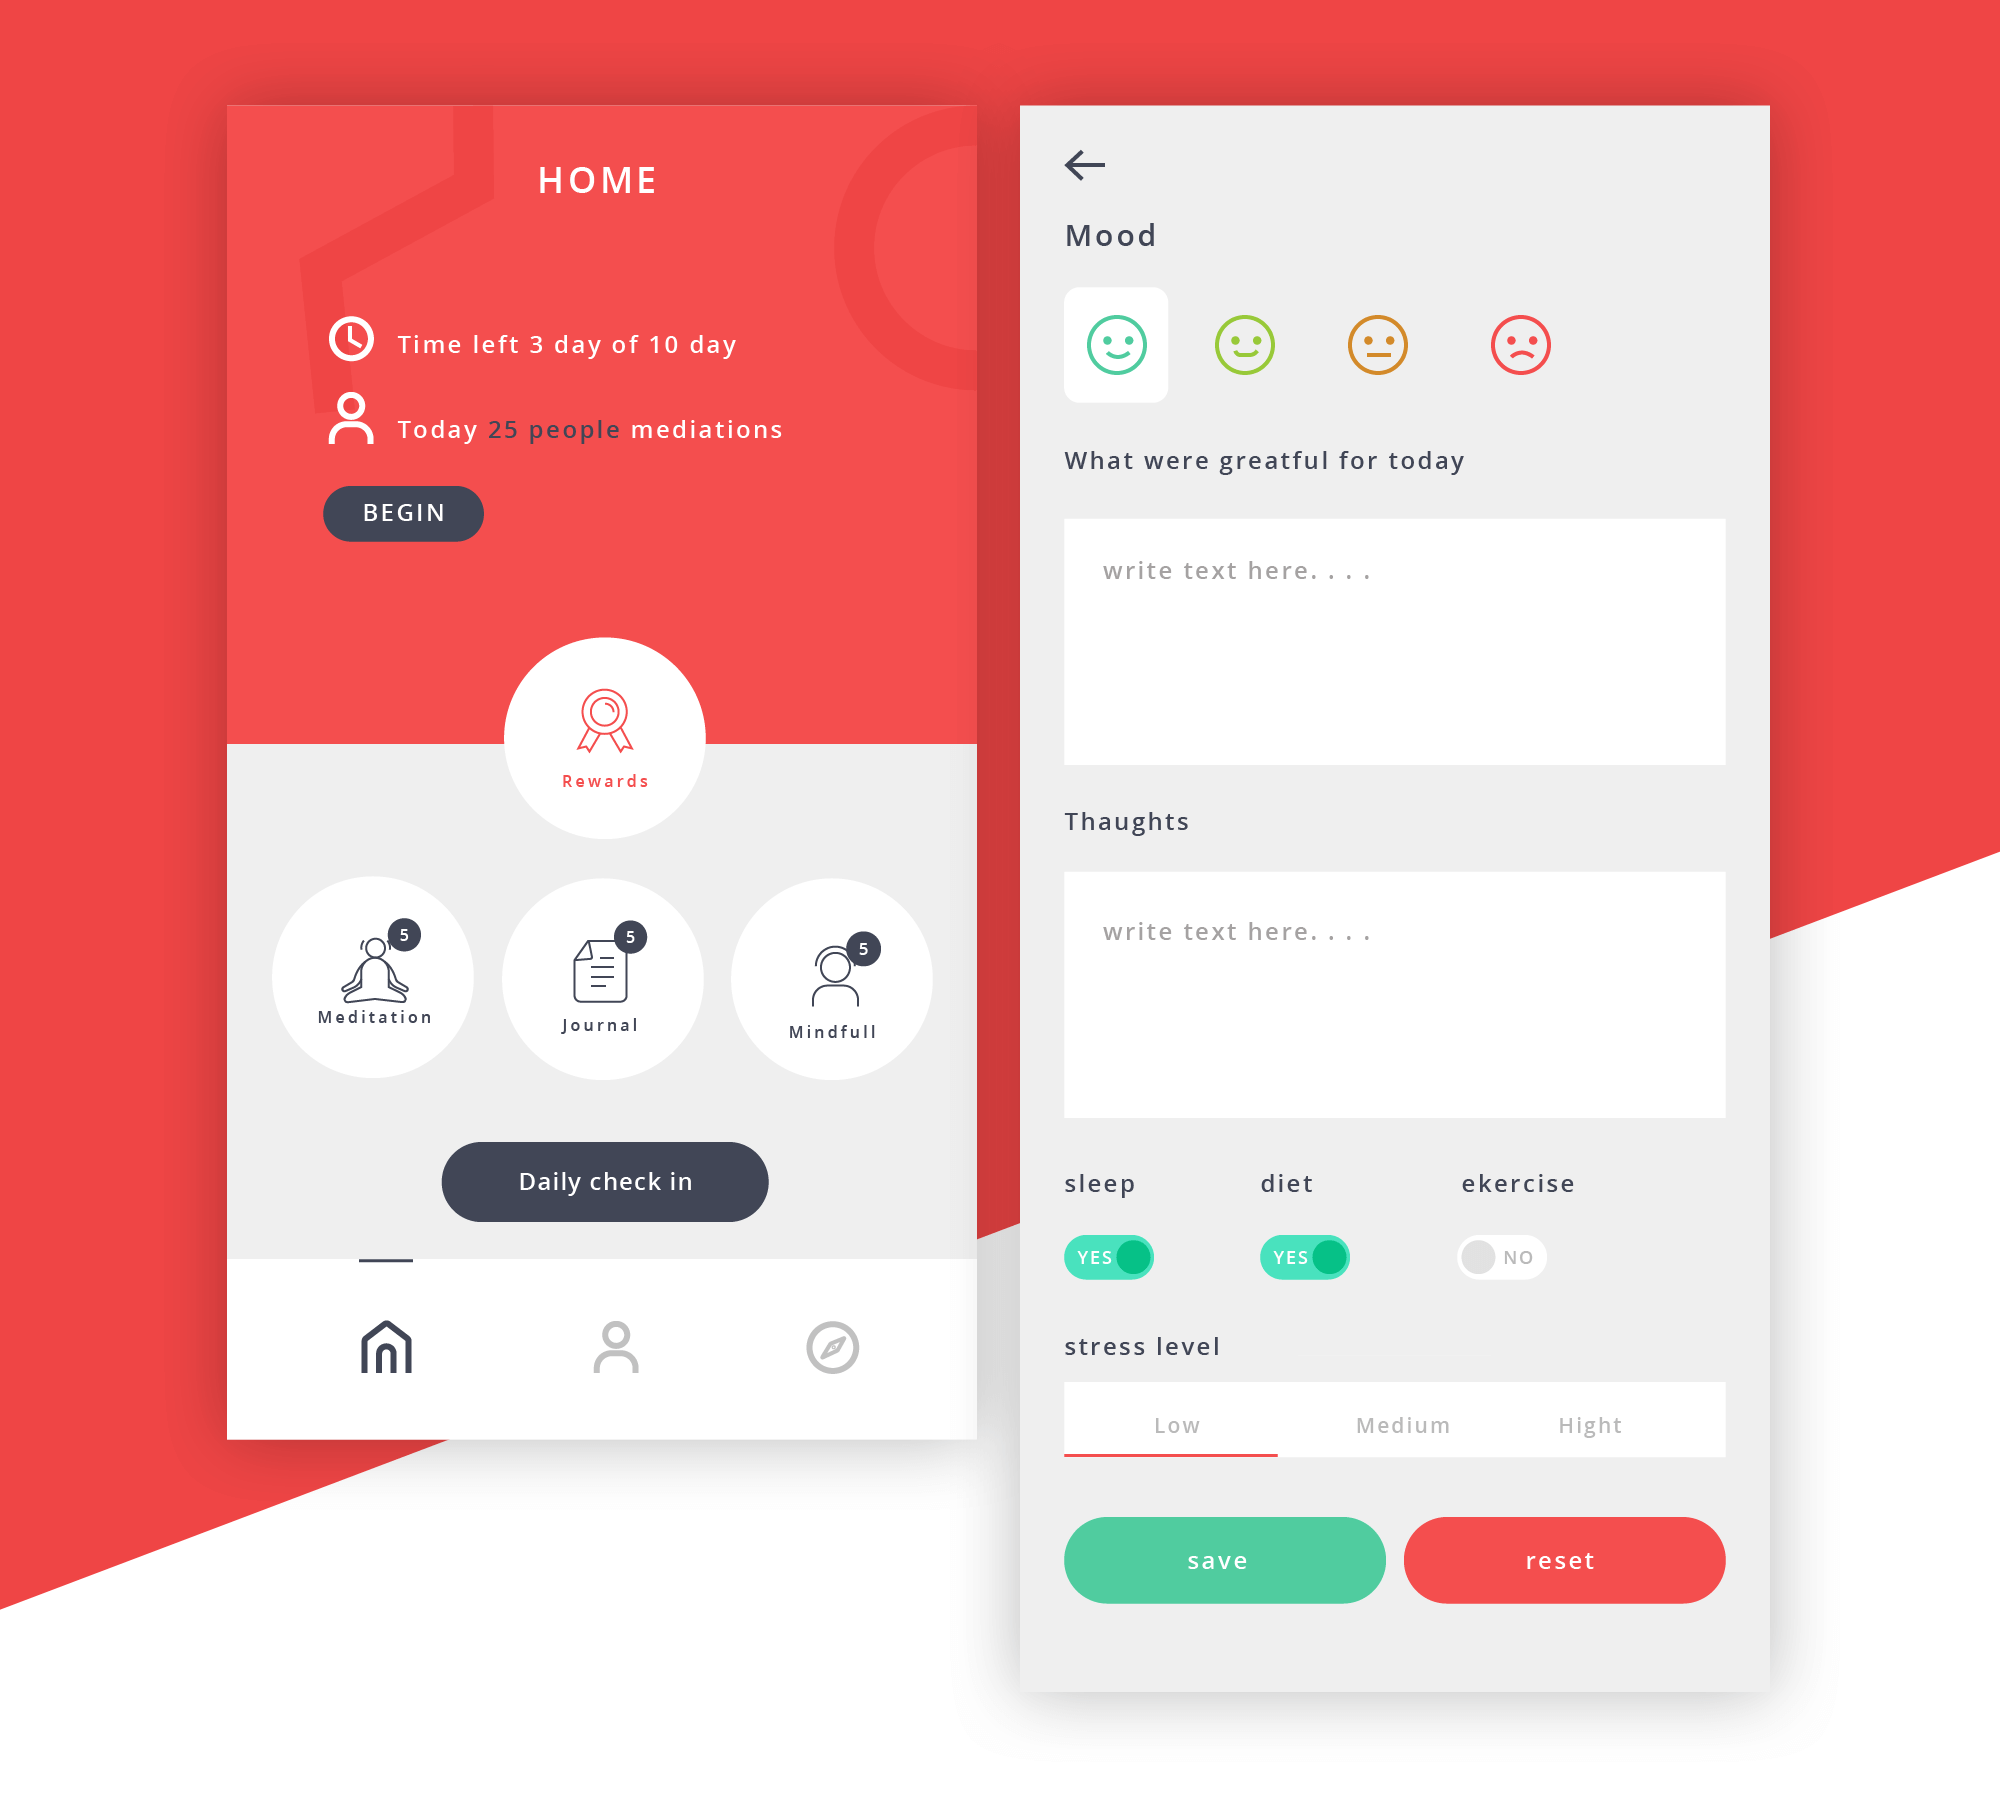 HOME
Time left 3 day of 10 day
Today 25 people mediations
BEGIN
Rewards
5
Meditation
5
Journal
5
Mindfull
Daily check in
Mood
What were greatful for today
write text here. . . .
Thaughts
write text here. . . .
sleep diet ekercise
YES YES NO
stress level
Low Medium Hight
save reset